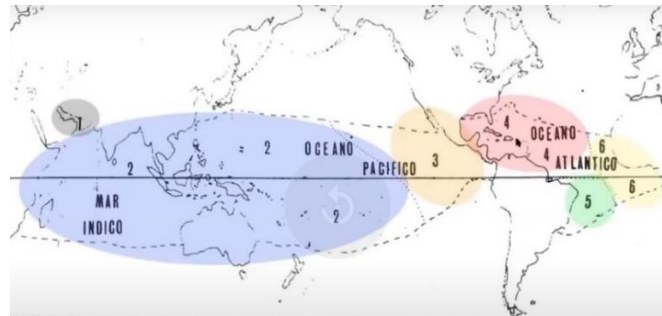 1
4
OCEANO
= 2 OCEANO
6
2 PACIFICO 3 4 ATLANTICO
MAR 2 5 6
INDICO